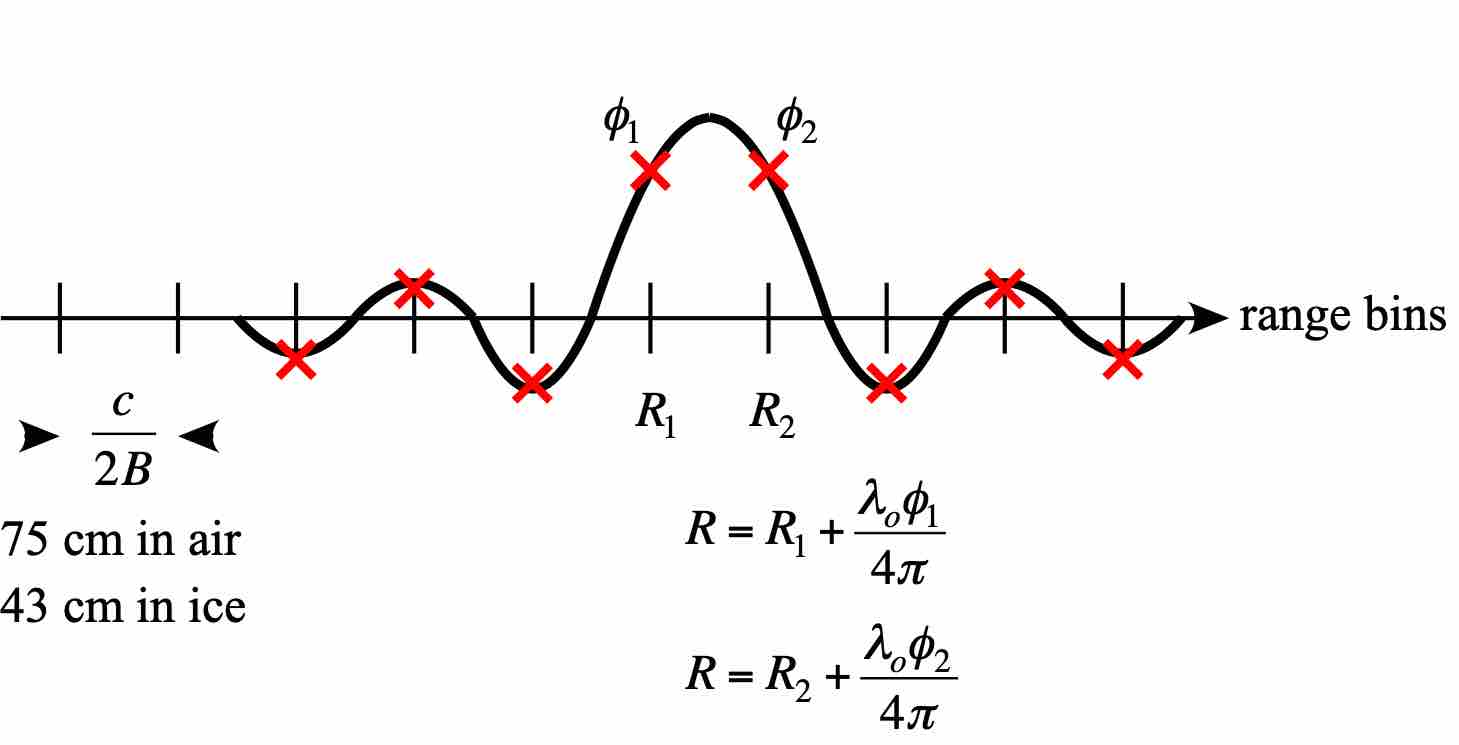 ϕ₁ ϕ₂
range bins
R₁ R₂
c/2B
75 cm in air
43 cm in ice
R = R₁ + λₒϕ₁/4π
R = R₂ + λₒϕ₂/4π